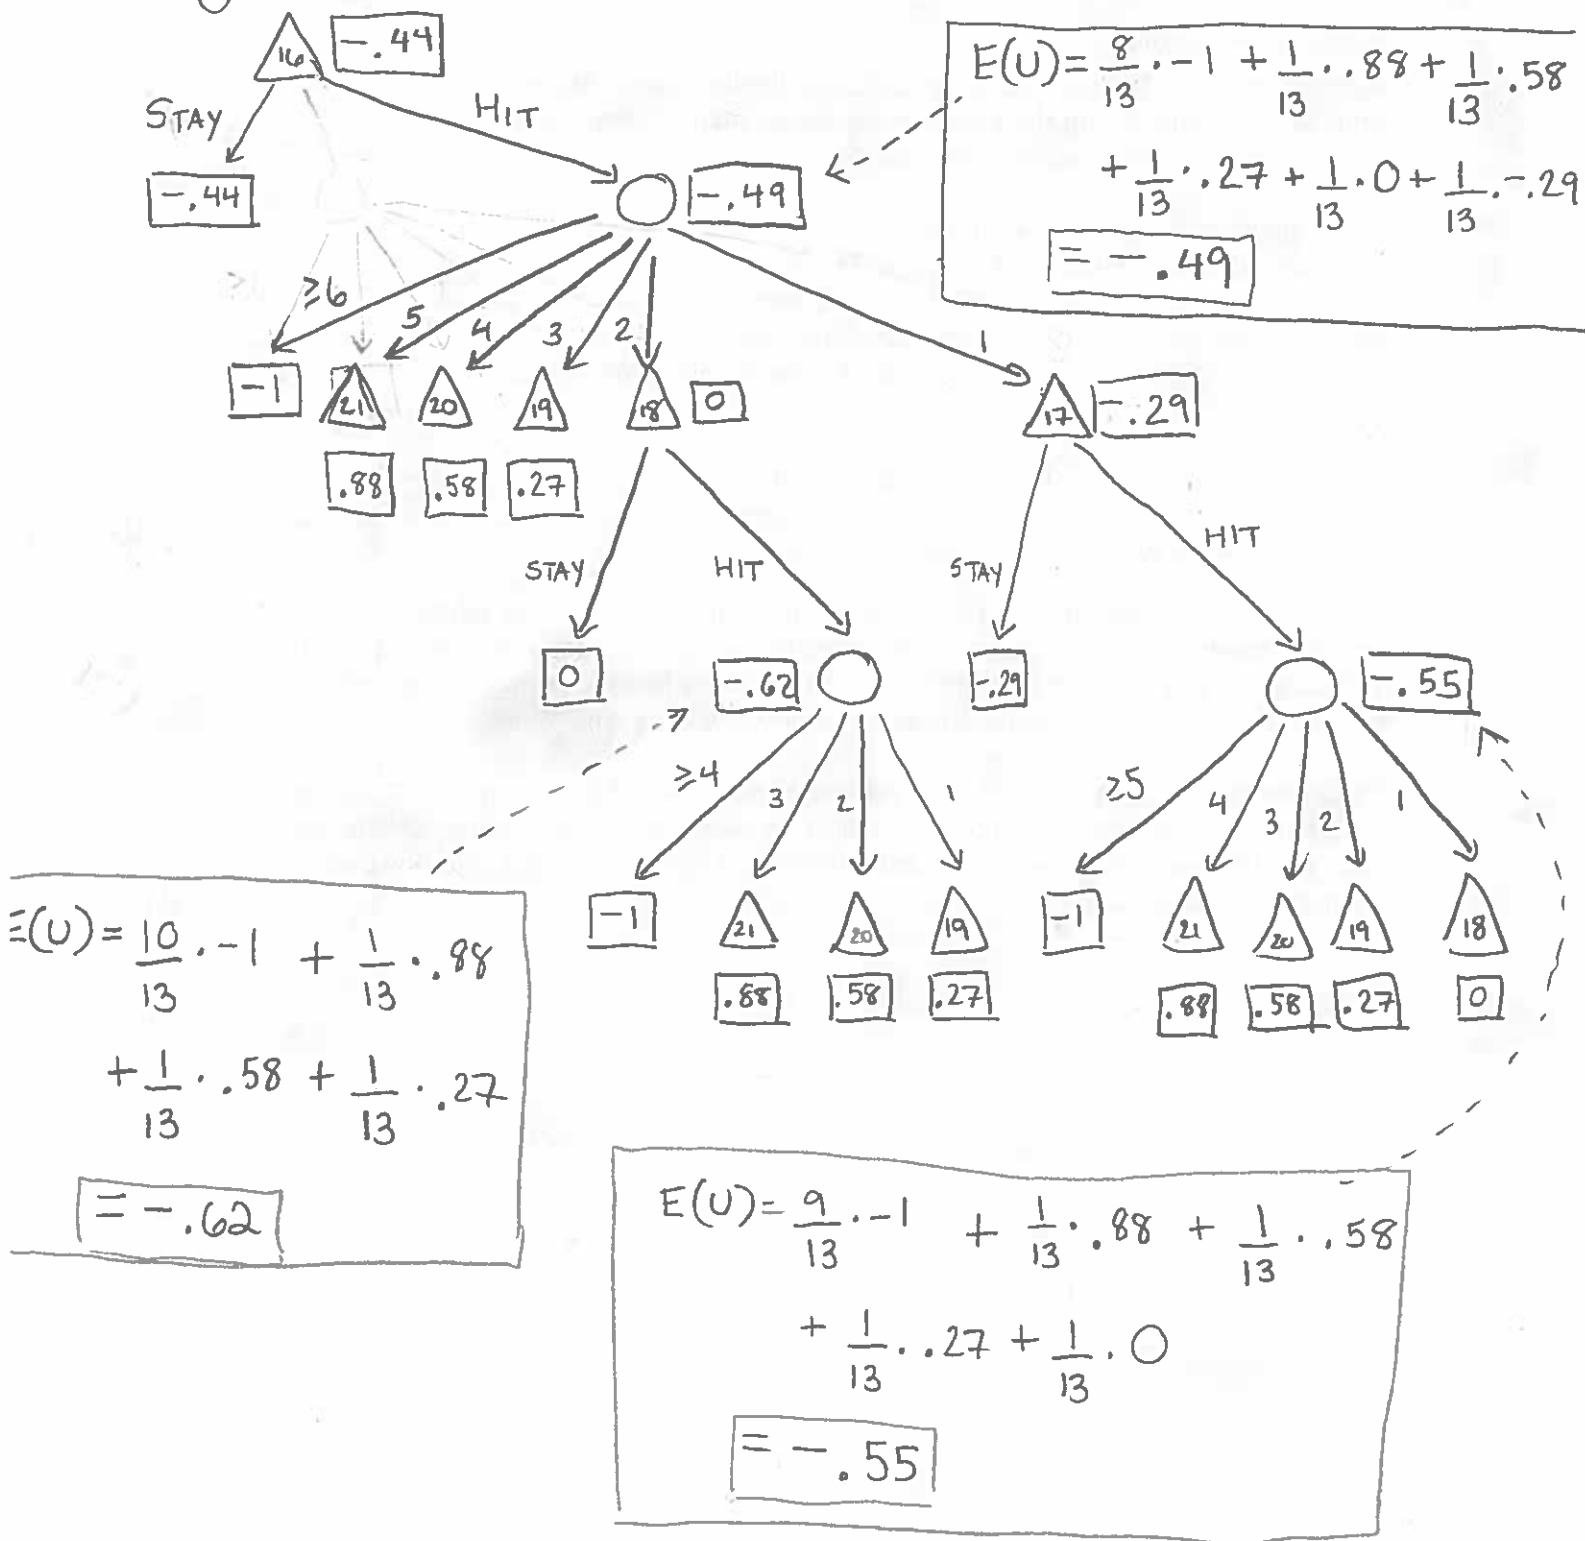 16 -.44
STAY HIT
-.44 -.49
≥6 5 4 3 2 1
-1 21 20 19 18 0 17 -.29
.88 .58 .27
STAY HIT STAY HIT
0 -.62 -.29 -.55
≥4 3 2 1 ≥5 4 3 2 1
-1 21 20 19 -1 21 20 19 18
.88 .58 .27 .88 .58 .27 0
E(U) = 8/13 · -1 + 1/13 · .88 + 1/13 · .58
+ 1/13 · .27 + 1/13 · 0 + 1/13 · -.29
= -.49
E(U) = 10/13 · -1 + 1/13 · .88
+ 1/13 · .58 + 1/13 · .27
= -.62
E(U) = 9/13 · -1 + 1/13 · .88 + 1/13 · .58
+ 1/13 · .27 + 1/13 · 0
= -.55